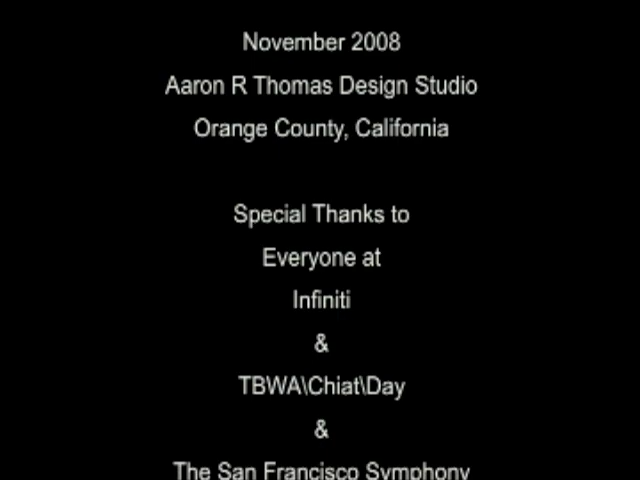 November 2008
Aaron R Thomas Design Studio
Orange County, California
Special Thanks to
Everyone at
Infiniti
&
TBWA\Chiat\Day
&
The San Francisco Symphony